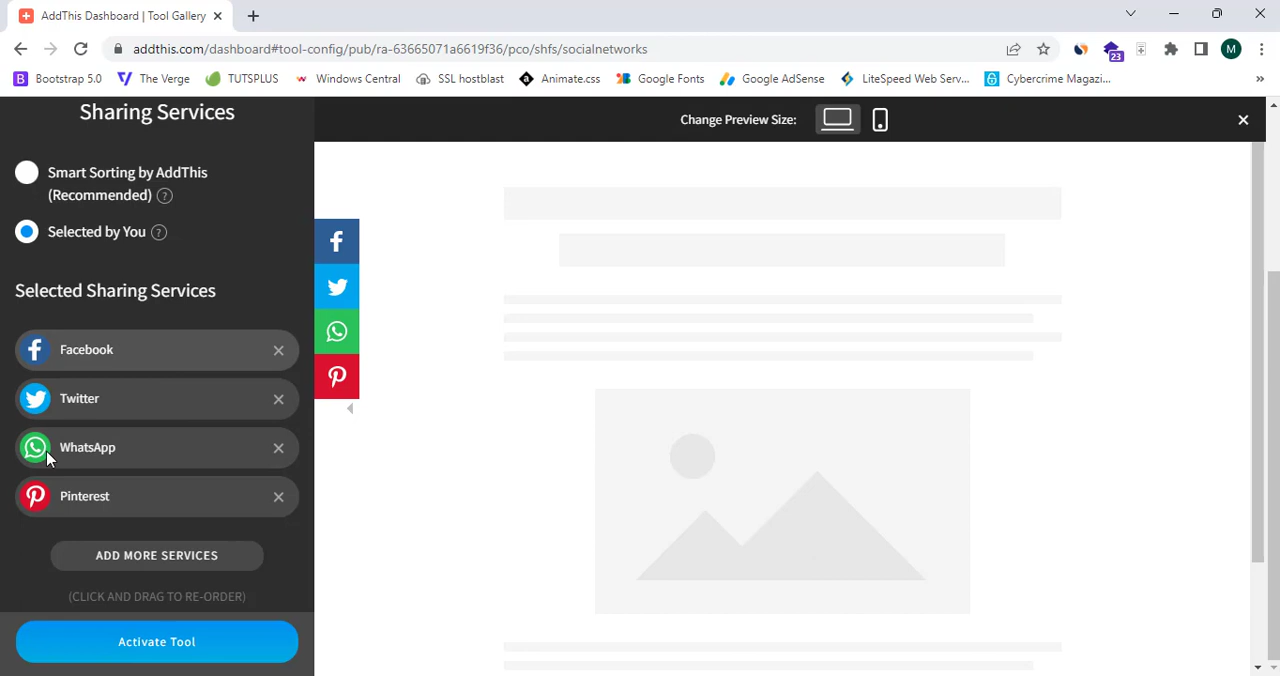 AddThis Dashboard | Tool Gallery
addthis.com/dashboard#tool-config/pub/ra-63665071a6619f36/pco/shfs/socialnetworks
M
23
B Bootstrap 5.0 The Verge TUTSPLUS Windows Central SSL hostblast Animate.css Google Fonts Google AdSense LiteSpeed Web Serv... Cybercrime Magazi... »
Sharing Services
Change Preview Size:
Smart Sorting by AddThis
(Recommended) ?
Selected by You ?
Selected Sharing Services
Facebook
Twitter
WhatsApp
Pinterest
ADD MORE SERVICES
(CLICK AND DRAG TO RE-ORDER)
Activate Tool